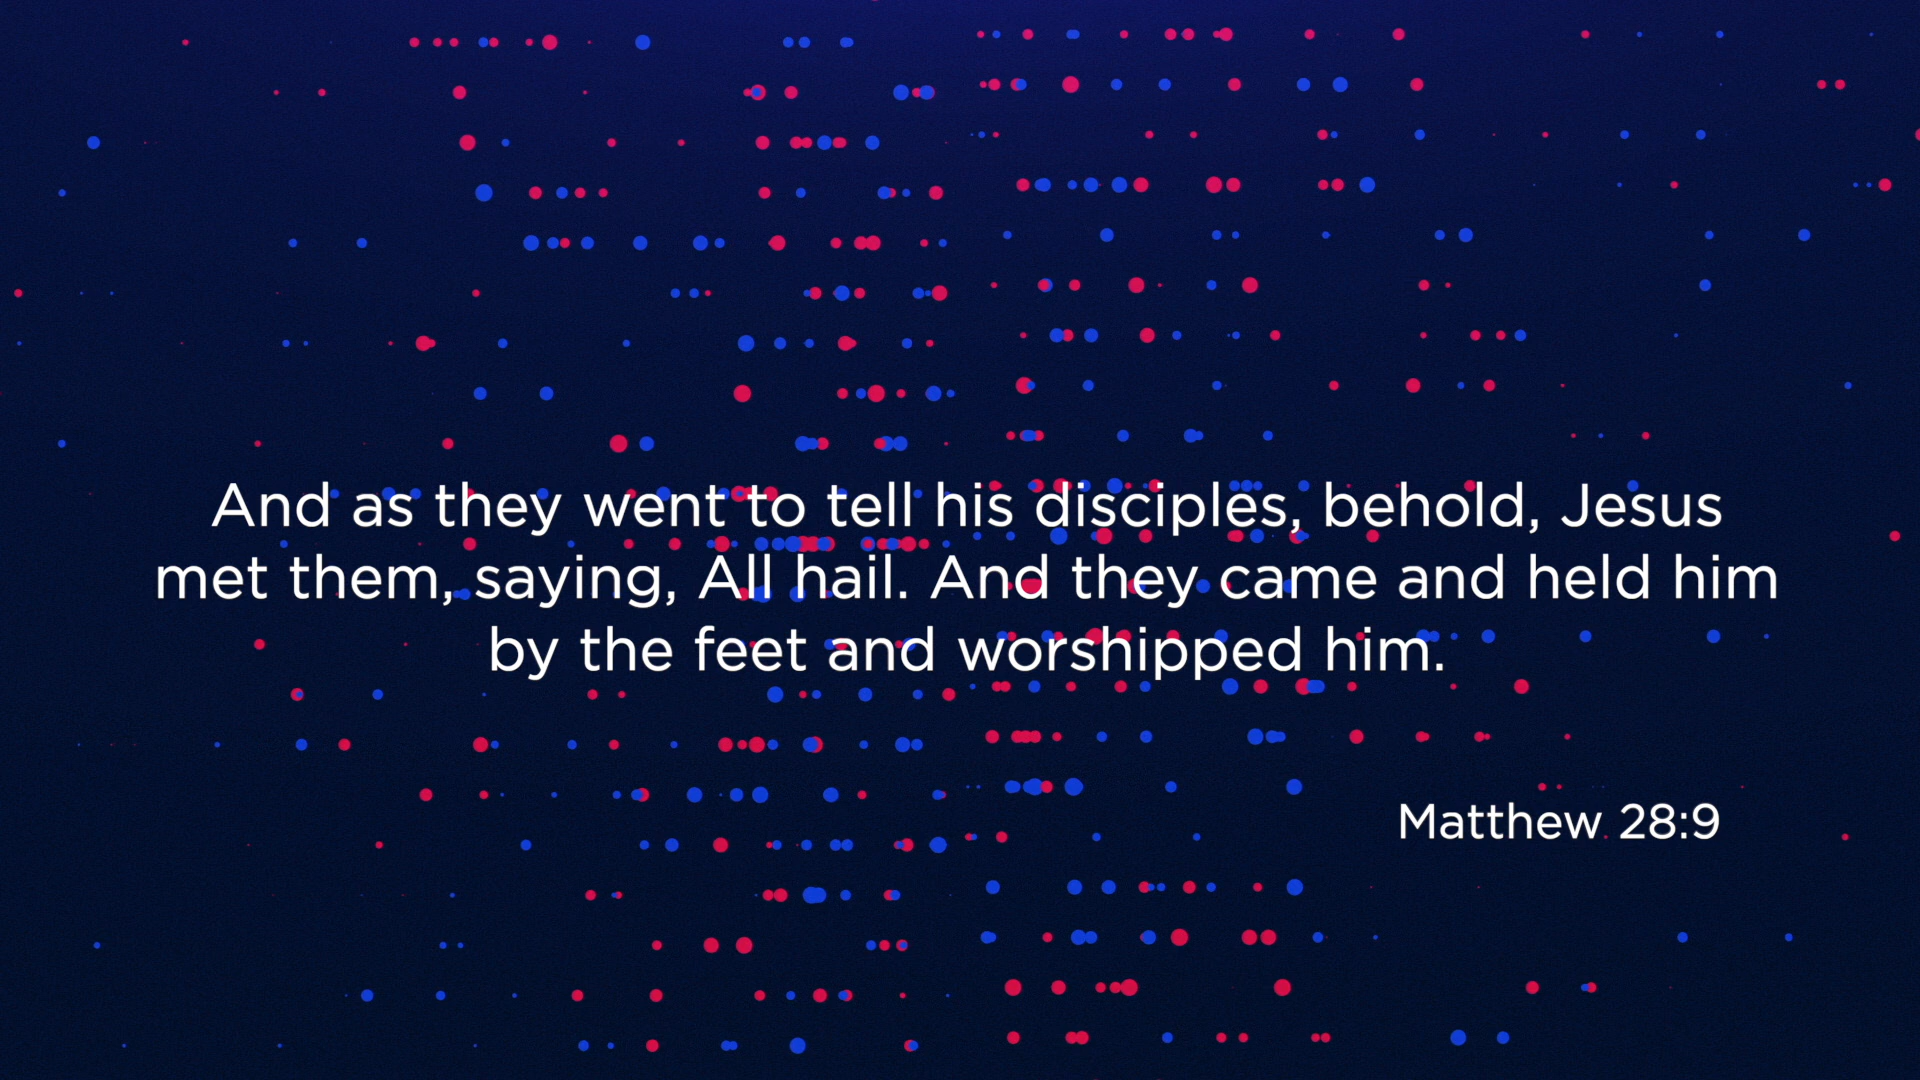 And as they went to tell his disciples, behold, Jesus
met them, saying, All hail. And they came and held him
by the feet and worshipped him.
Matthew 28:9